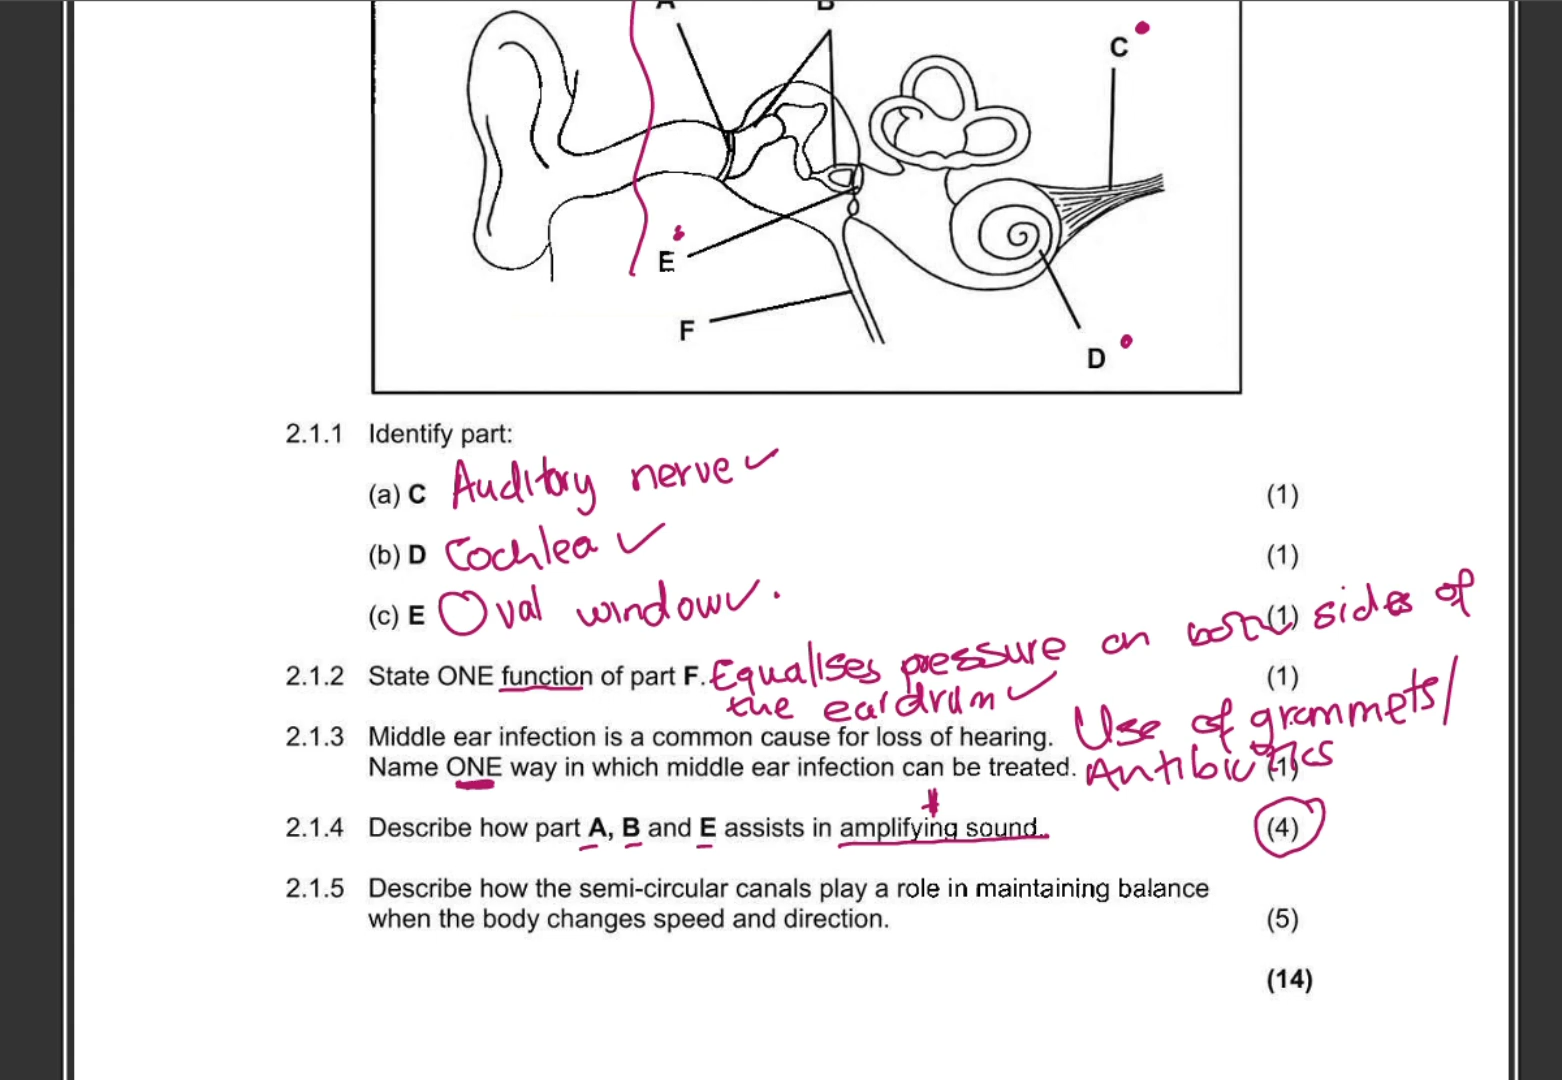 A
B
C
E
F
D
2.1.1 Identify part:
(a) C Auditory nerve ✓ (1)
(b) D Cochlea ✓ (1)
(c) E Oval window ✓. (1)
2.1.2 State ONE function of part F. Equalises pressure on both sides of (1)
the eardrum ✓
2.1.3 Middle ear infection is a common cause for loss of hearing. Use of grommets/
Name ONE way in which middle ear infection can be treated. Antibiotics (1)
2.1.4 Describe how part A, B and E assists in amplifying sound. (4)
2.1.5 Describe how the semi-circular canals play a role in maintaining balance
when the body changes speed and direction. (5)
(14)